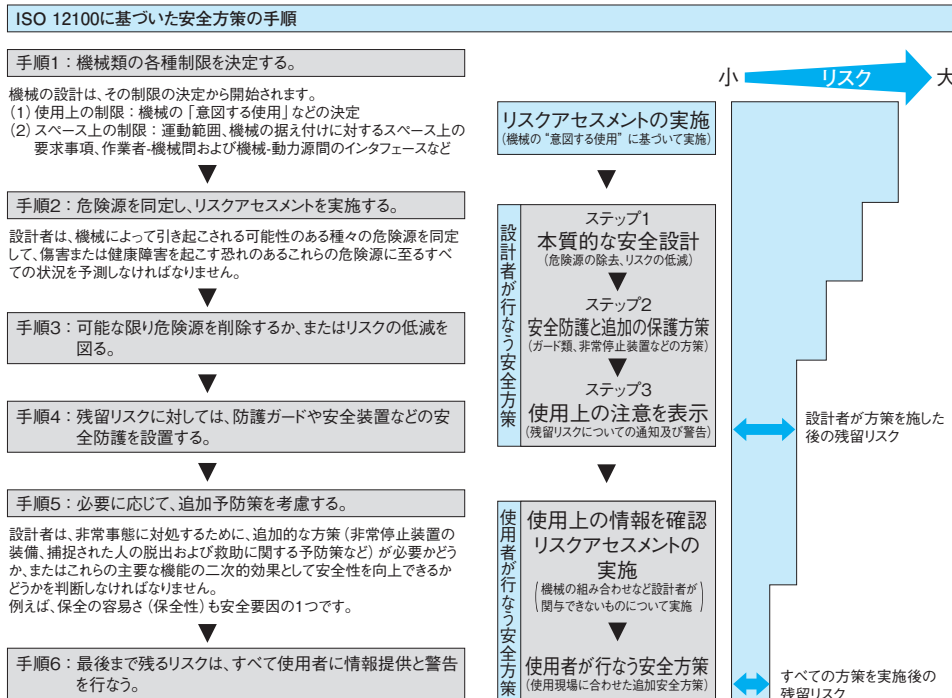 ISO 12100に基づいた安全方策の手順
手順1：機械類の各種制限を決定する。
機械の設計は、その制限の決定から開始されます。
（1）使用上の制限：機械の「意図する使用」などの決定
（2）スペース上の制限：運動範囲、機械の据え付けに対するスペース上の
要求事項、作業者-機械間および機械-動力源間のインタフェースなど
手順2：危険源を同定し、リスクアセスメントを実施する。
設計者は、機械によって引き起こされる可能性のある種々の危険源を同定
して、傷害または健康障害を起こす恐れのあるこれらの危険源に至るすべ
ての状況を予測しなければなりません。
手順3：可能な限り危険源を削除するか、またはリスクの低減を
図る。
手順4：残留リスクに対しては、防護ガードや安全装置などの安
全防護を設置する。
手順5：必要に応じて、追加予防策を考慮する。
設計者は、非常事態に対処するために、追加的な方策（非常停止装置の
装備、捕捉された人の脱出および救助に関する予防策など）が必要かどう
か、またはこれらの主要な機能の二次的効果として安全性を向上できるか
どうかを判断しなければなりません。
例えば、保全の容易さ（保全性）も安全要因の1つです。
手順6：最後まで残るリスクは、すべて使用者に情報提供と警告
を行なう。
リスクアセスメントの実施
（機械の“意図する使用”に基づいて実施）
設計者が行なう安全方策
ステップ1
本質的な安全設計
（危険源の除去、リスクの低減）
ステップ2
安全防護と追加の保護方策
（ガード類、非常停止装置などの方策）
ステップ3
使用上の注意を表示
（残留リスクについての通知及び警告）
使用者が行なう安全方策
使用上の情報を確認
リスクアセスメントの
実施
（機械の組み合わせなど設計者が
関与できないものについて実施）
使用者が行なう安全方策
（使用現場に合わせた追加安全方策）
小 リスク 大
設計者が方策を施した
後の残留リスク
すべての方策を実施後の
残留リスク